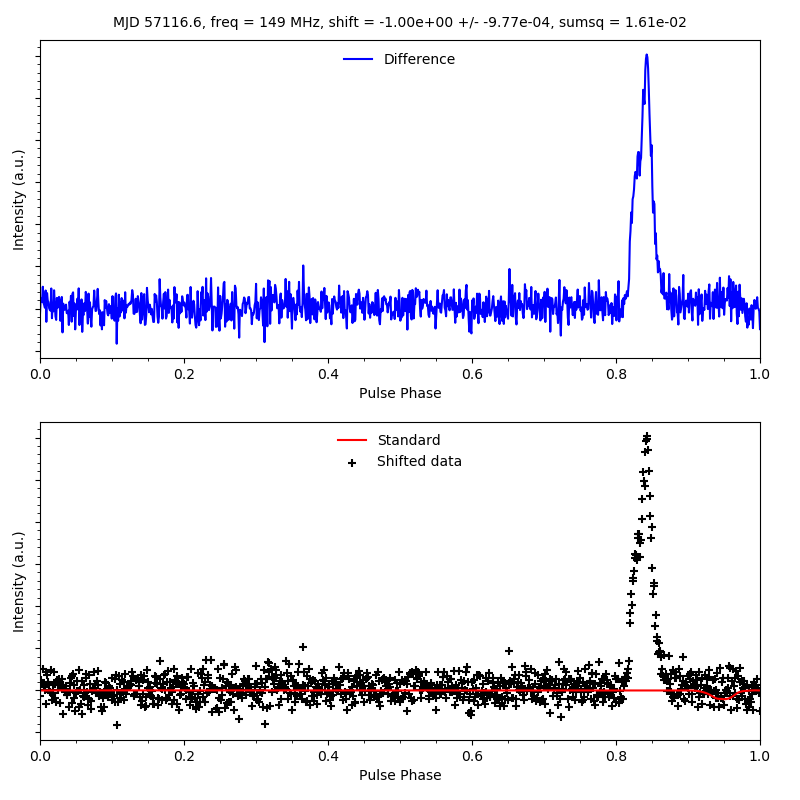 MJD 57116.6, freq = 149 MHz, shift = -1.00e+00 +/- -9.77e-04, sumsq = 1.61e-02
Difference
Intensity (a.u.)
0.0 0.2 0.4 0.6 0.8 1.0
Pulse Phase
Standard
Shifted data
Intensity (a.u.)
0.0 0.2 0.4 0.6 0.8 1.0
Pulse Phase